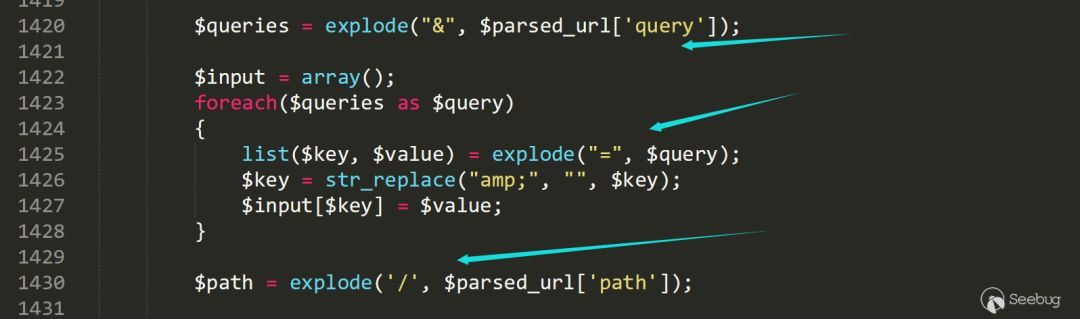 1419
1420 $queries = explode("&", $parsed_url['query']);
1421
1422 $input = array();
1423 foreach($queries as $query)
1424 {
1425 list($key, $value) = explode("=", $query);
1426 $key = str_replace("amp;", "", $key);
1427 $input[$key] = $value;
1428 }
1429
1430 $path = explode('/', $parsed_url['path']);
1431
Seebug